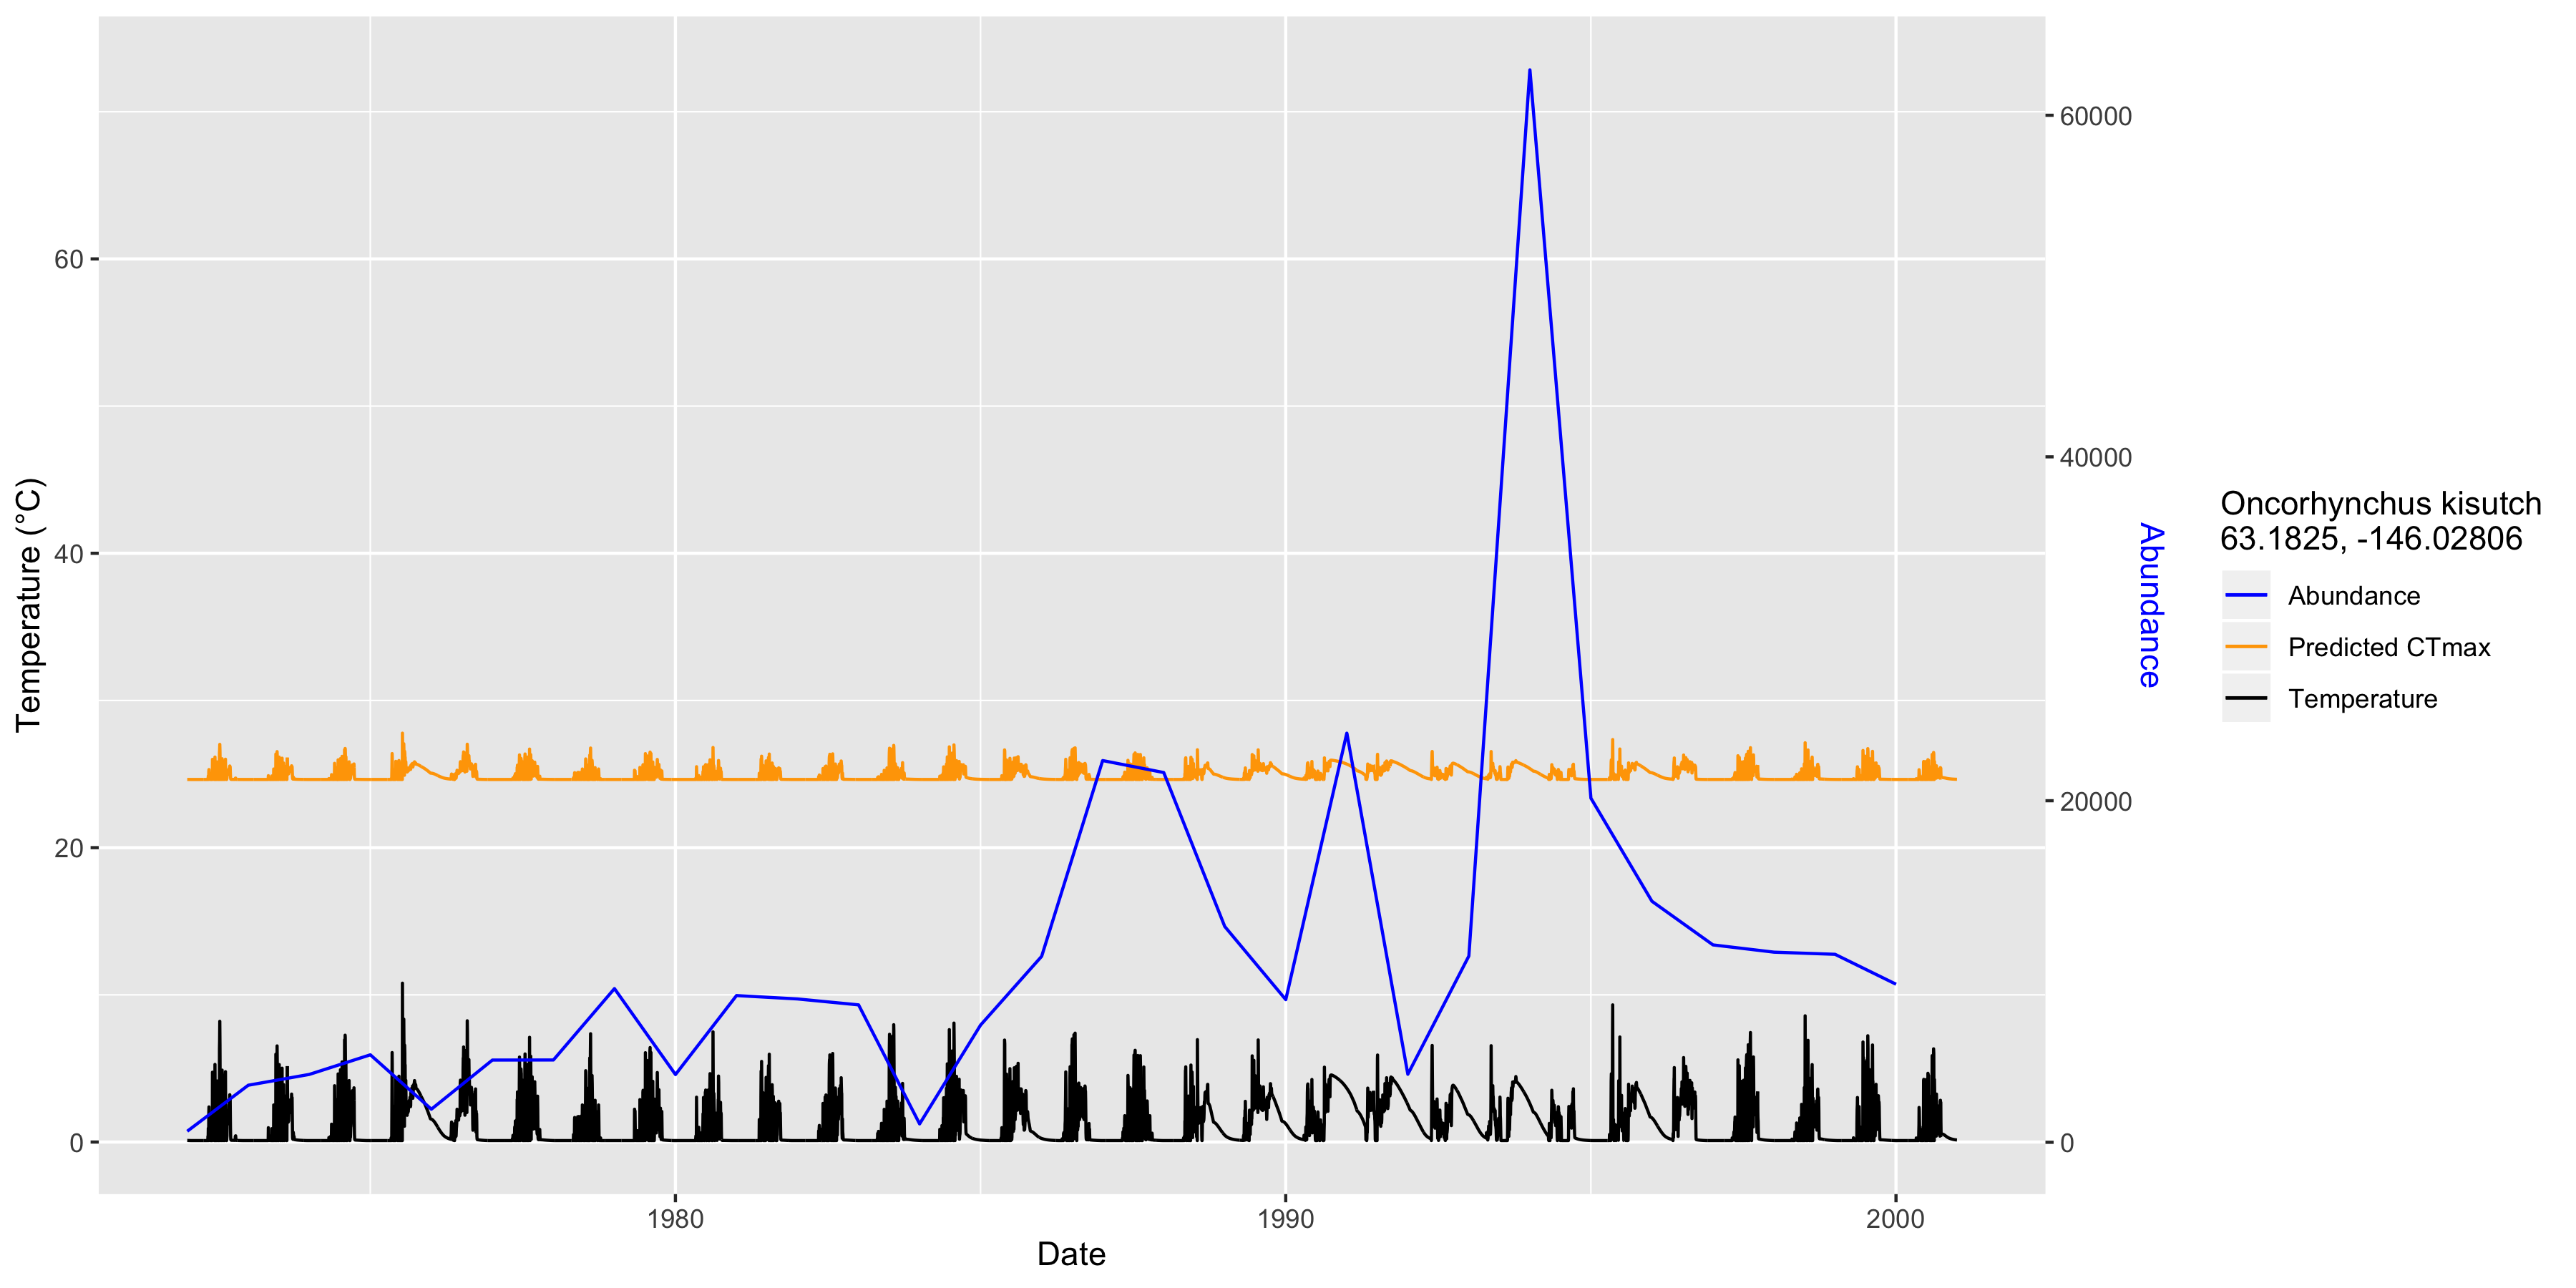 Temperature (°C)
60
40
20
0
60000
40000
20000
0
Abundance
1980
1990
2000
Date
Oncorhynchus kisutch
63.1825, -146.02806
Abundance
Predicted CTmax
Temperature